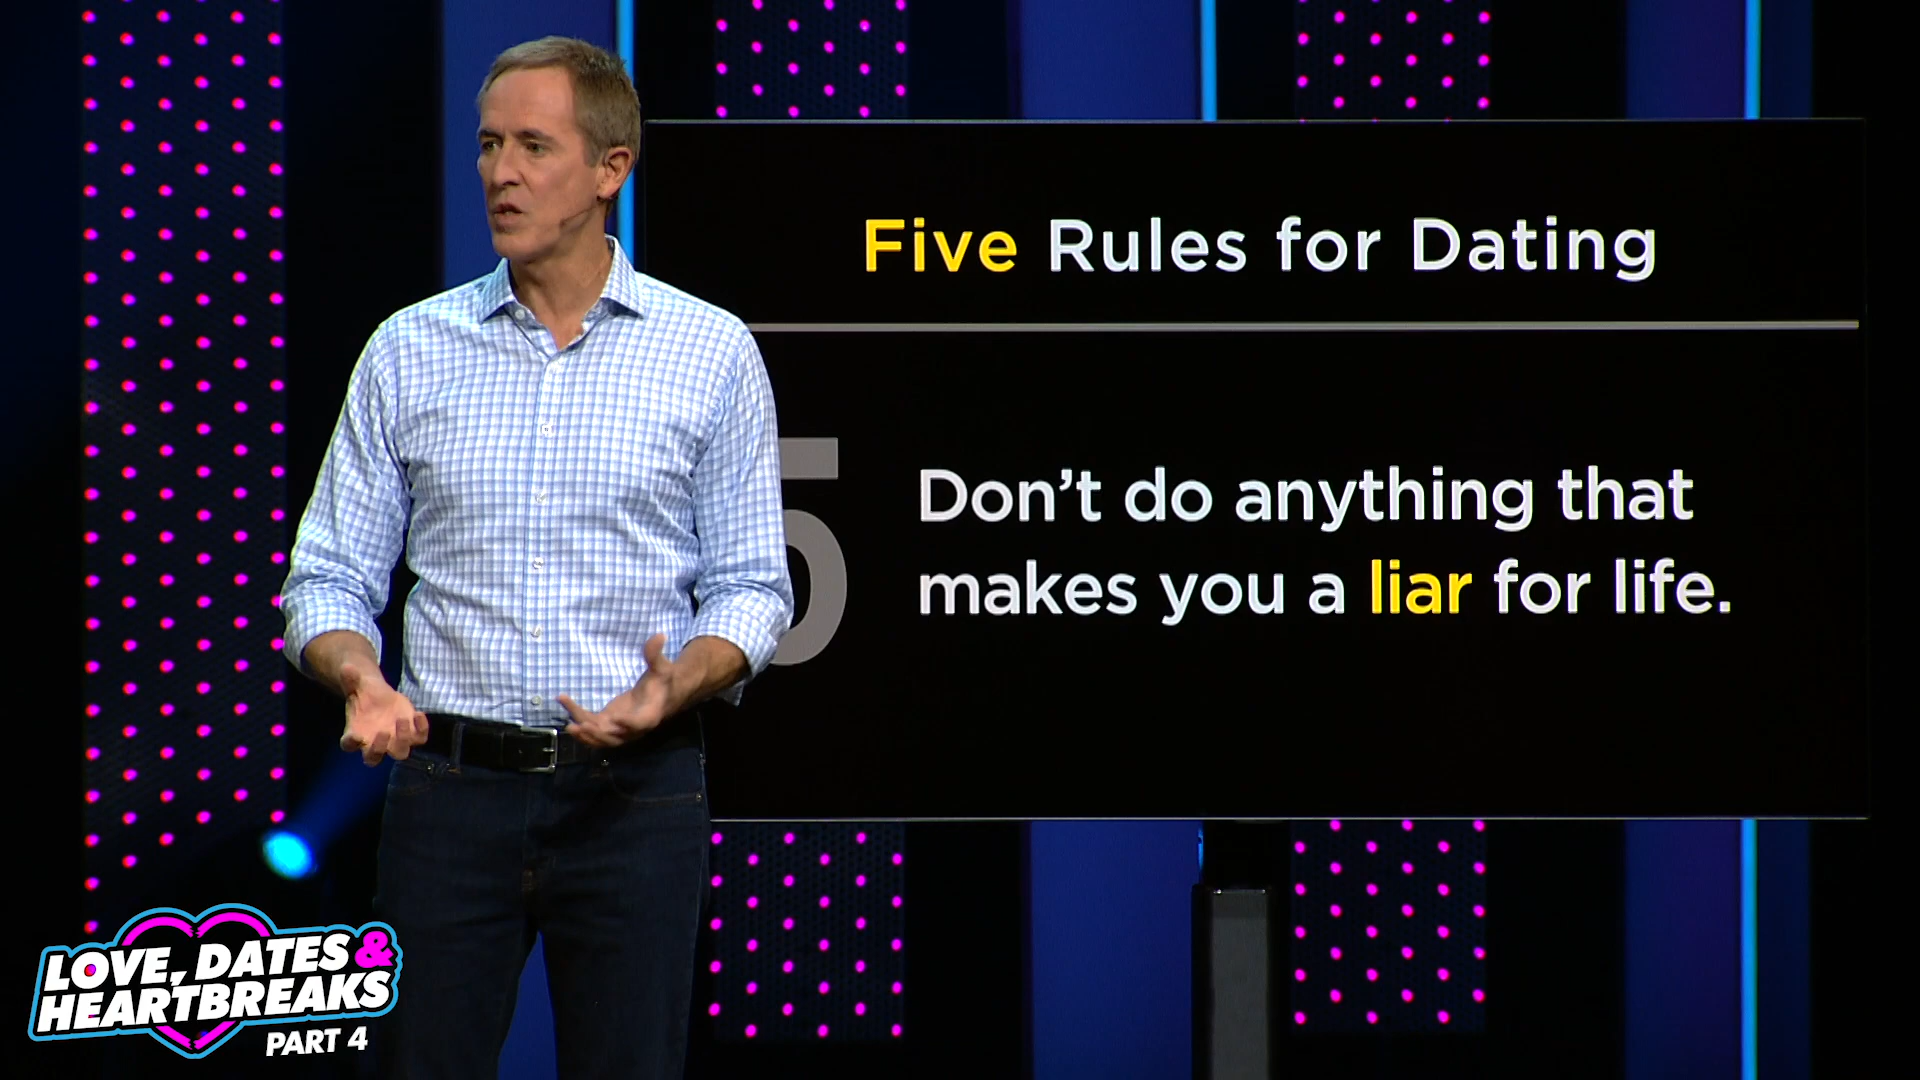 Five Rules for Dating
5
Don't do anything that
makes you a liar for life.
LOVE, DATES &
HEARTBREAKS
PART 4